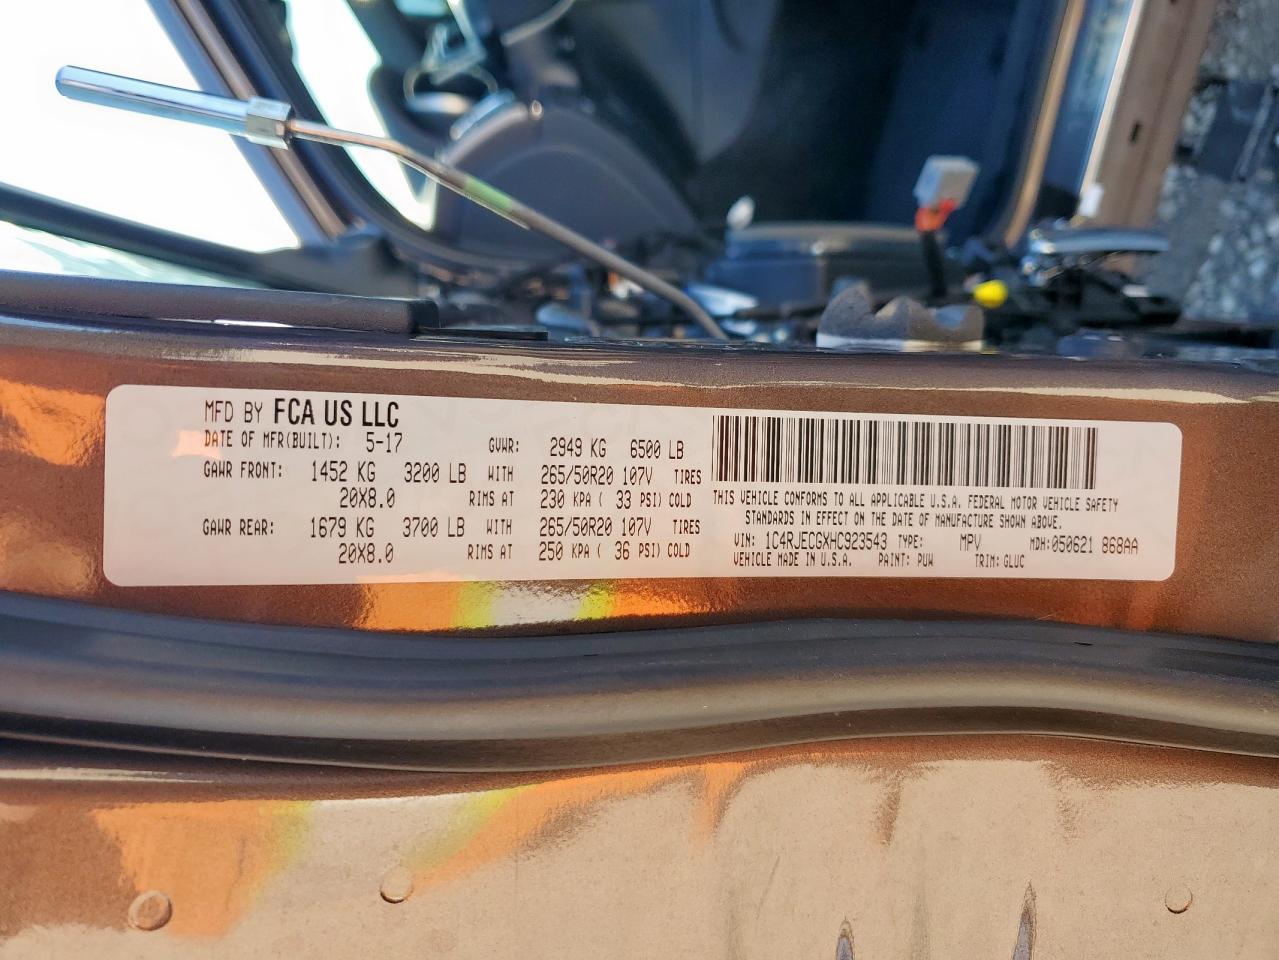 MFD BY FCA US LLC
DATE OF MFR(BUILT): 5-17 GVWR: 2949 KG 6500 LB
GAWR FRONT: 1452 KG 3200 LB WITH 265/50R20 107V TIRES
20X8.0 RIMS AT 230 KPA ( 33 PSI) COLD
GAWR REAR: 1679 KG 3700 LB WITH 265/50R20 107V TIRES
20X8.0 RIMS AT 250 KPA ( 36 PSI) COLD
THIS VEHICLE CONFORMS TO ALL APPLICABLE U.S.A. FEDERAL MOTOR VEHICLE SAFETY
STANDARDS IN EFFECT ON THE DATE OF MANUFACTURE SHOWN ABOVE.
VIN: 1C4RJECGXHC923543 TYPE: MPV MDH:050621 868AA
VEHICLE MADE IN U.S.A. PAINT: PUW TRIM: GLUC